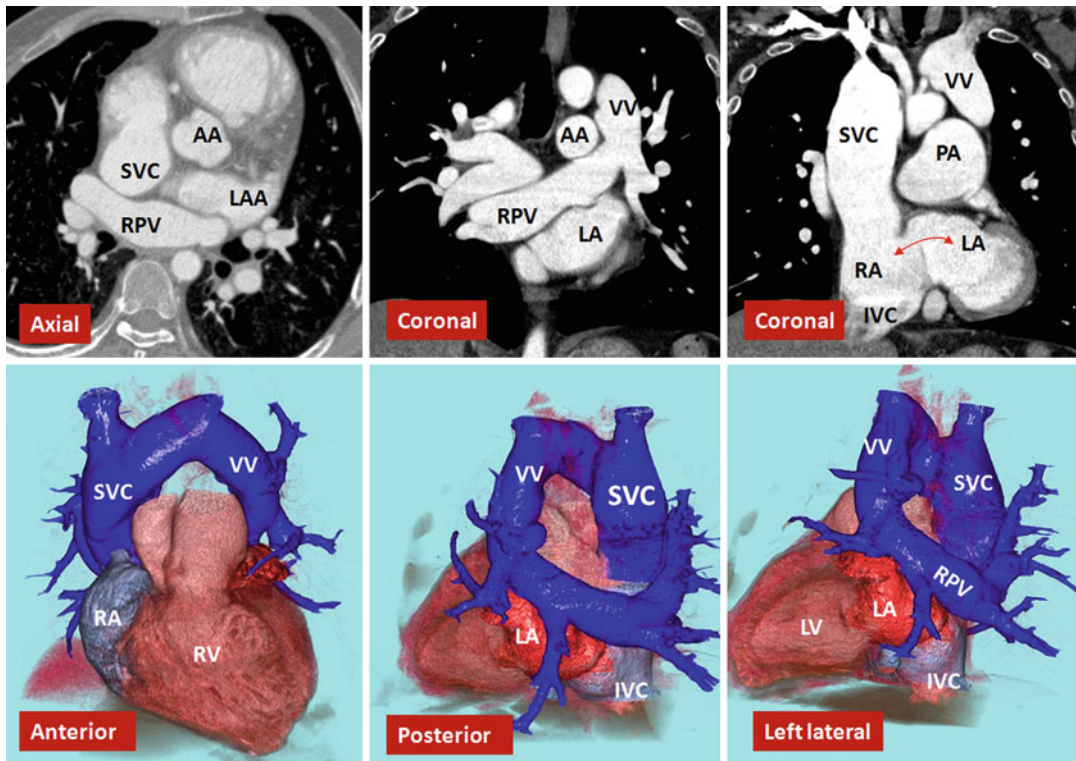 AA
SVC
LAA
RPV
Axial
VV
AA
RPV
LA
Coronal
VV
SVC
PA
LA
RA
IVC
Coronal
VV
SVC
RA
RV
Anterior
VV
SVC
LA
IVC
Posterior
VV
SVC
RPV
LA
LV
IVC
Left lateral